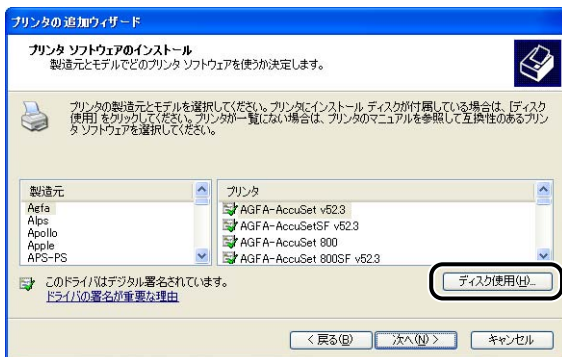 プリンタの追加ウィザード
プリンタ ソフトウェアのインストール
製造元とモデルでどのプリンタ ソフトウェアを使うか決定します。
プリンタの製造元とモデルを選択してください。プリンタにインストール ディスクが付属している場合は、[ディスク
使用] をクリックしてください。プリンタが一覧にない場合は、プリンタのマニュアルを参照して互換性のあるプリン
タ ソフトウェアを選択してください。
製造元
Agfa
Alps
Apollo
Apple
APS-PS
プリンタ
AGFA-AccuSet v52.3
AGFA-AccuSetSF v52.3
AGFA-AccuSet 800
AGFA-AccuSet 800SF v52.3
このドライバはデジタル署名されています。
ドライバの署名が重要な理由
ディスク使用(H)...
< 戻る(B)
次へ(N) >
キャンセル